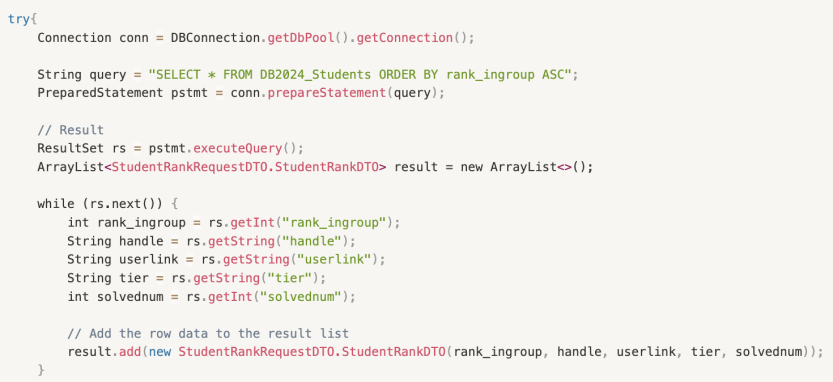 try{
    Connection conn = DBConnection.getDbPool().getConnection();

    String query = "SELECT * FROM DB2024_Students ORDER BY rank_ingroup ASC";
    PreparedStatement pstmt = conn.prepareStatement(query);

    // Result
    ResultSet rs = pstmt.executeQuery();
    ArrayList<StudentRankRequestDTO.StudentRankDTO> result = new ArrayList<>();

    while (rs.next()) {
        int rank_ingroup = rs.getInt("rank_ingroup");
        String handle = rs.getString("handle");
        String userlink = rs.getString("userlink");
        String tier = rs.getString("tier");
        int solvednum = rs.getInt("solvednum");

        // Add the row data to the result list
        result.add(new StudentRankRequestDTO.StudentRankDTO(rank_ingroup, handle, userlink, tier, solvednum));
    }